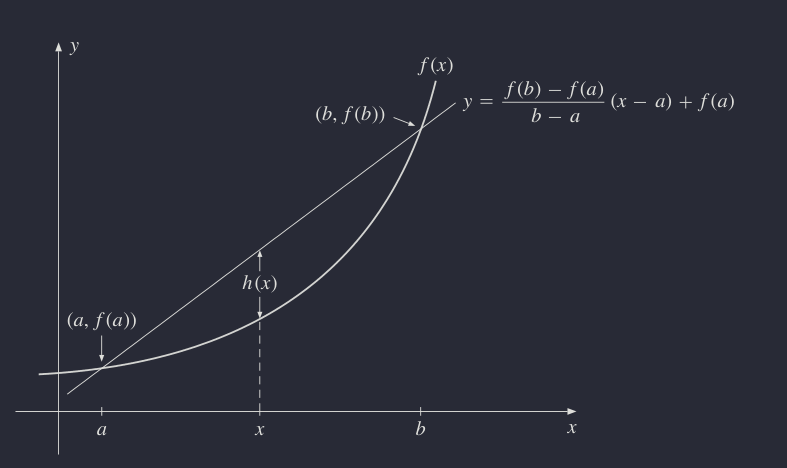 y
f(x)
y = \frac{f(b) − f(a)}{b − a} (x − a) + f(a)
(b, f(b))
h(x)
(a, f(a))
a
x
b
x